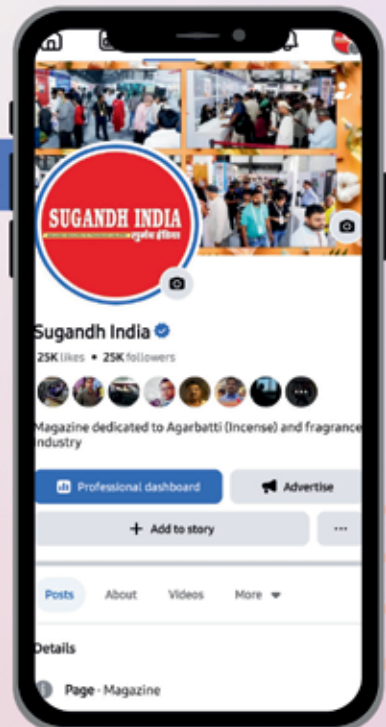 SUGANDH INDIA
सुगंध इंडिया
Sugandh India
25K likes • 25K followers
Magazine dedicated to Agarbatti (Incense) and fragrance
industry
Professional dashboard
Advertise
+ Add to story
...
Posts
About
Videos
More
Details
Page · Magazine